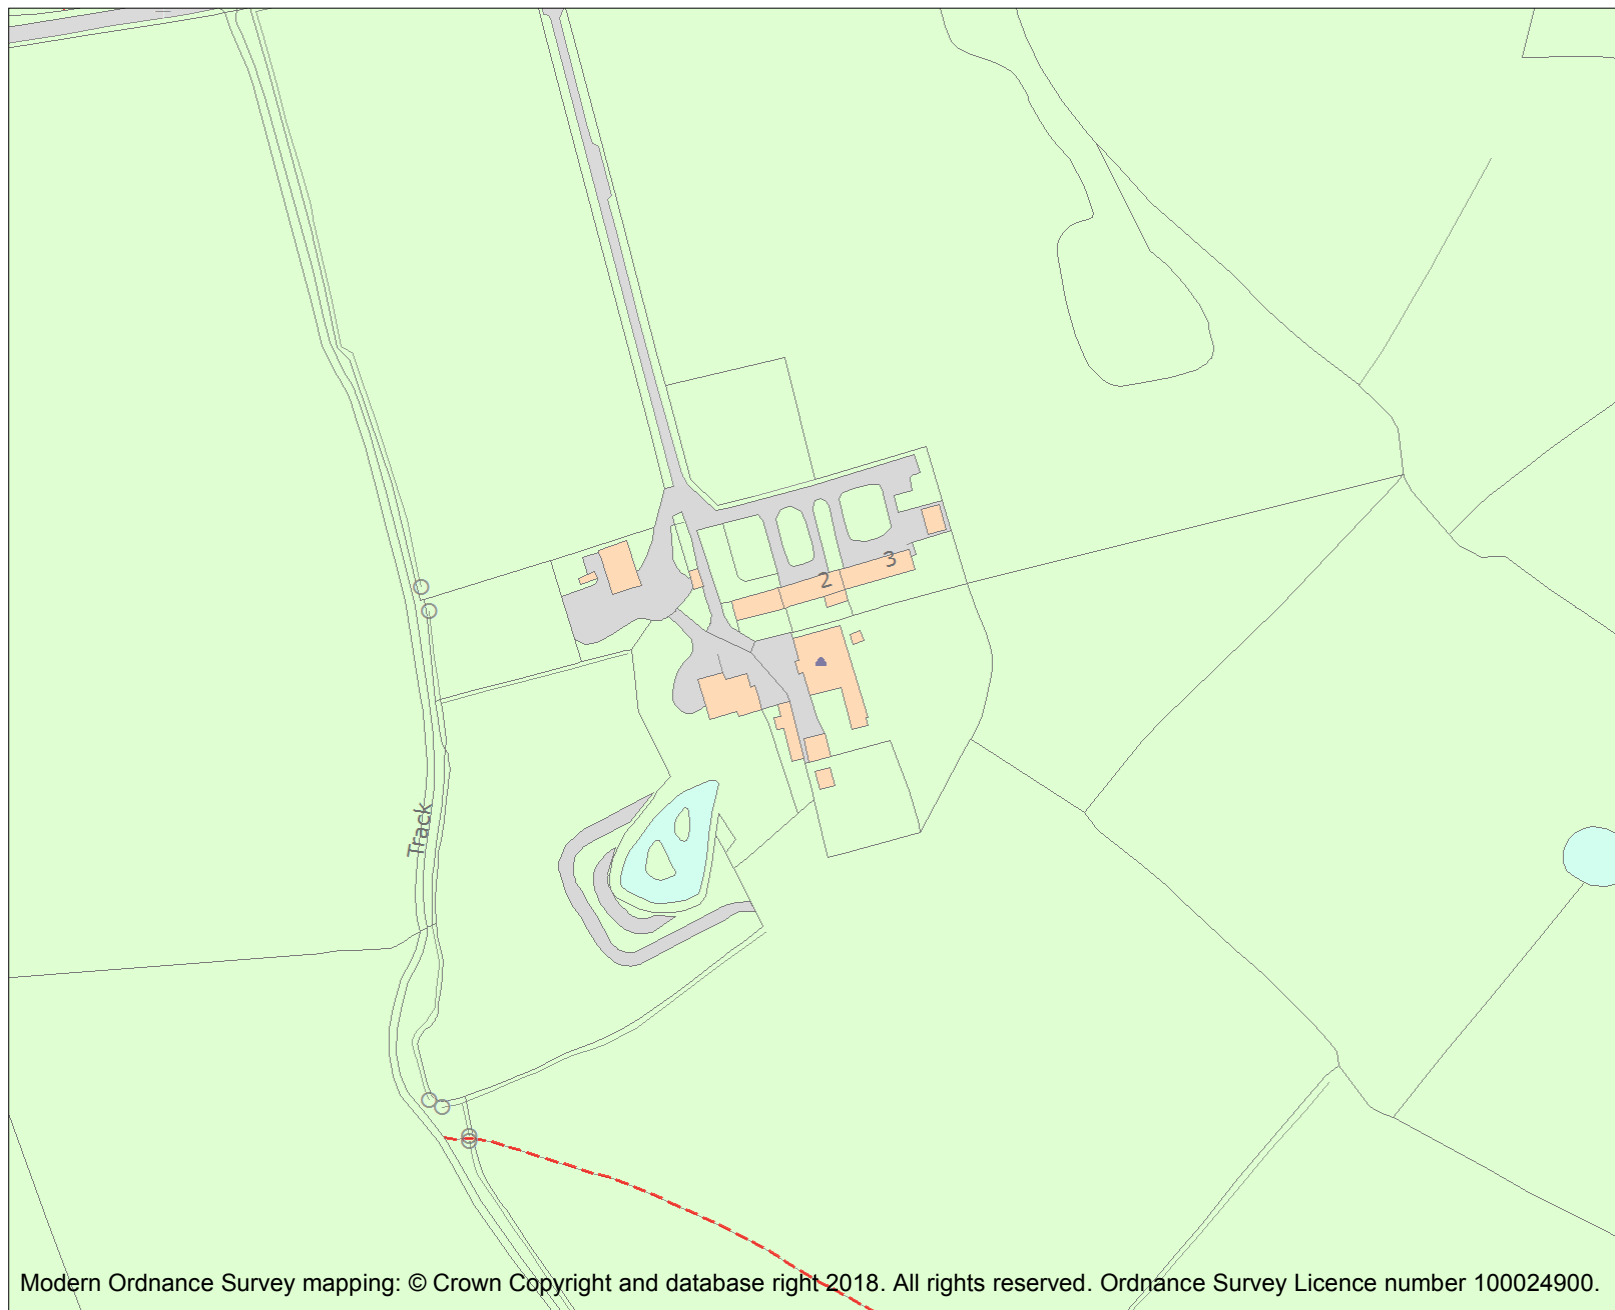 3
2
Track
Modern Ordnance Survey mapping: © Crown Copyright and database right 2018. All rights reserved. Ordnance Survey Licence number 100024900.